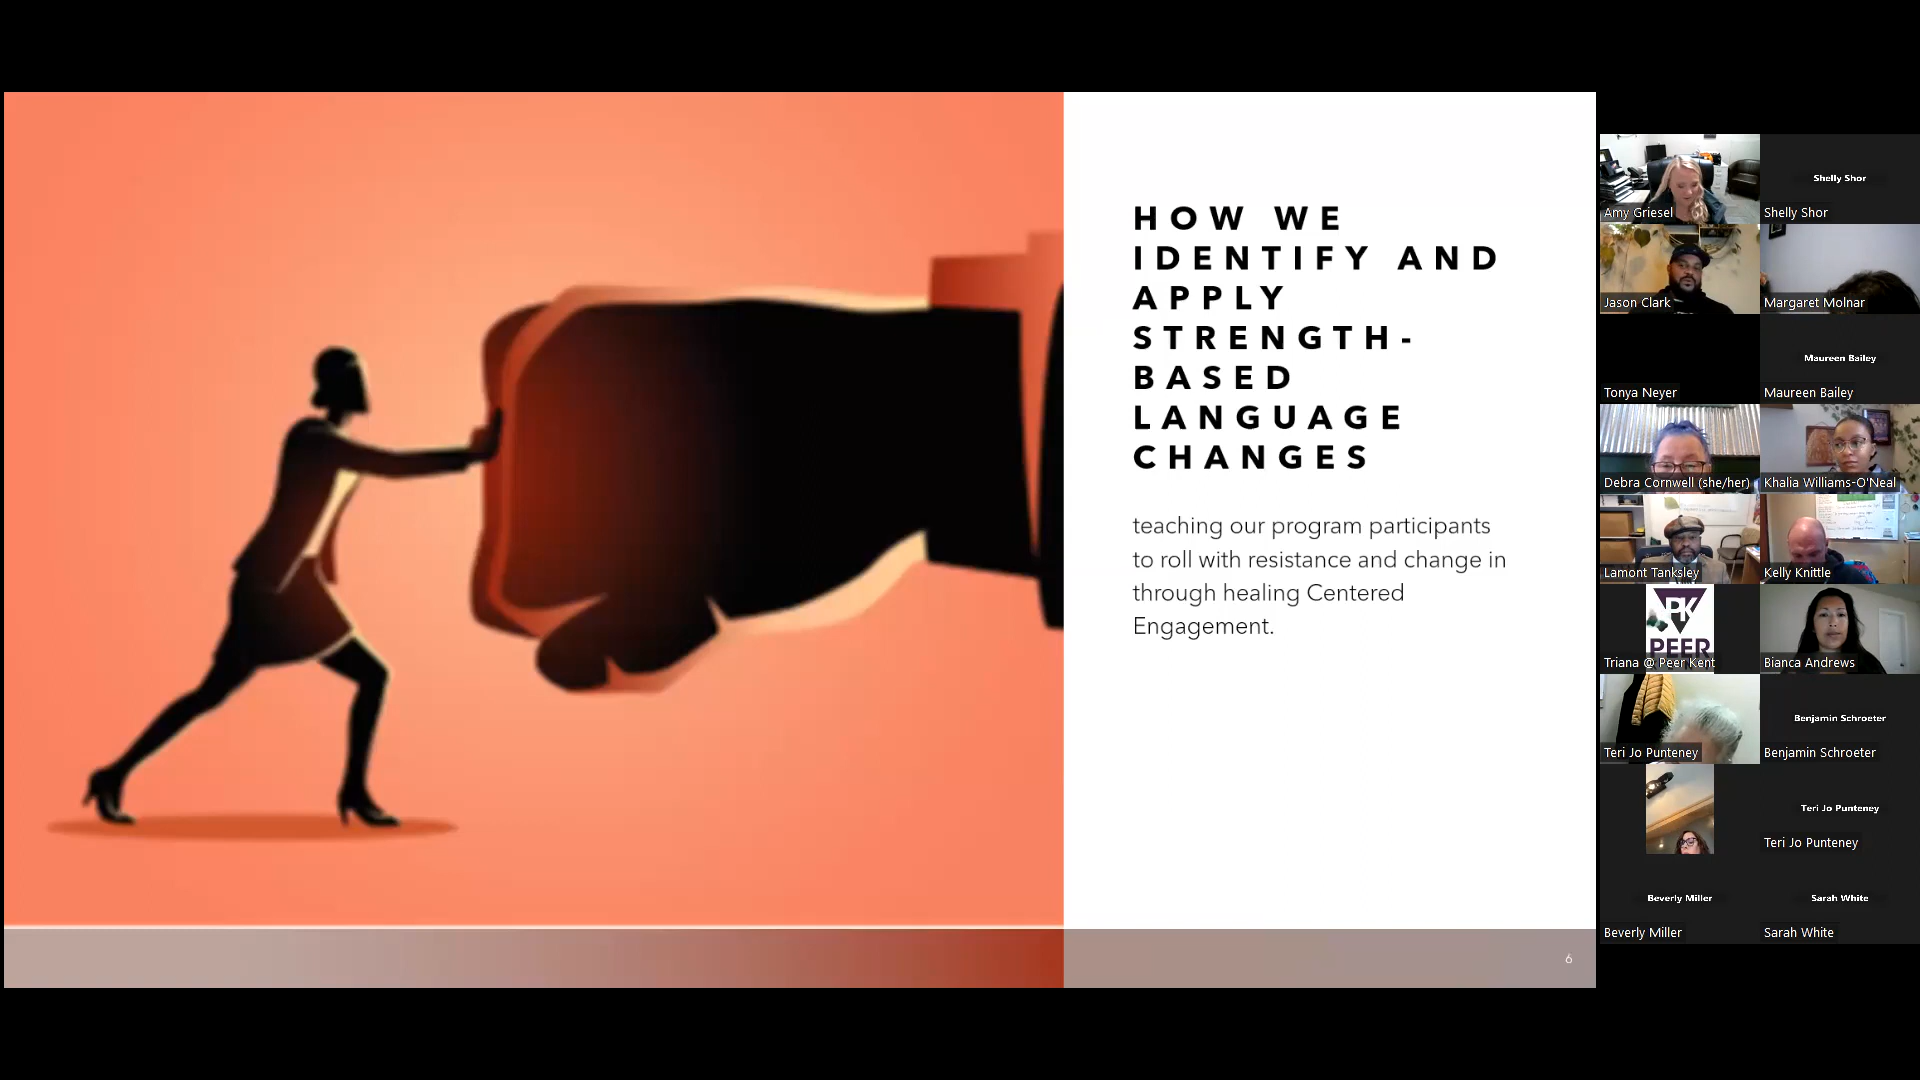 HOW WE
IDENTIFY AND
APPLY
STRENGTH-
BASED
LANGUAGE
CHANGES
teaching our program participants
to roll with resistance and change in
through healing Centered
Engagement.
6
Amy Griesel
Shelly Shor
Shelly Shor
Jason Clark
Margaret Molnar
Tonya Neyer
Maureen Bailey
Maureen Bailey
Debra Cornwell (she/her)
Khalia Williams-O'Neal
Lamont Tanksley
Kelly Knittle
PK
PEER
Triana @ Peer Kent
Bianca Andrews
Teri Jo Punteney
Benjamin Schroeter
Benjamin Schroeter
Teri Jo Punteney
Teri Jo Punteney
Beverly Miller
Beverly Miller
Sarah White
Sarah White